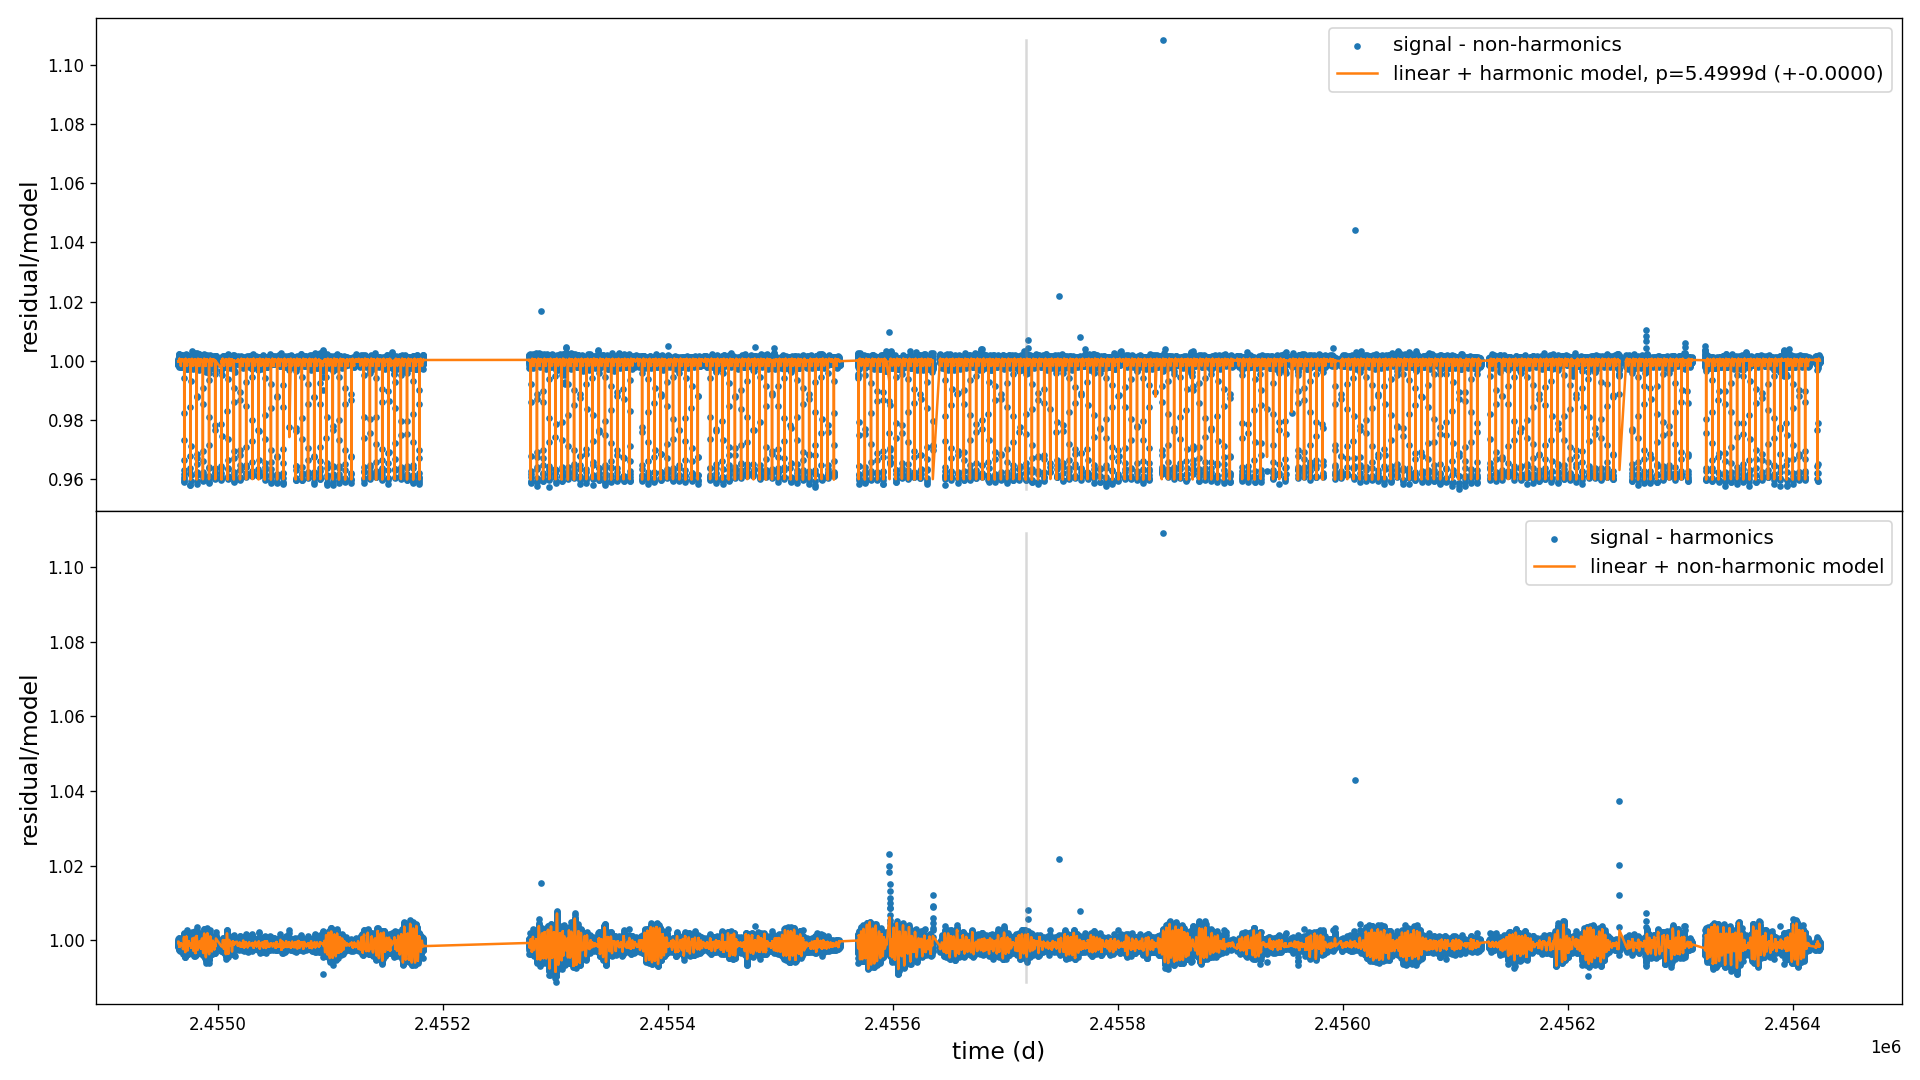 signal - non-harmonics
linear + harmonic model, p=5.4999d (+-0.0000)
1.10
1.08
1.06
1.04
1.02
1.00
0.98
0.96
residual/model
signal - harmonics
linear + non-harmonic model
1.10
1.08
1.06
1.04
1.02
1.00
residual/model
2.4550
2.4552
2.4554
2.4556
2.4558
2.4560
2.4562
2.4564
1e6
time (d)